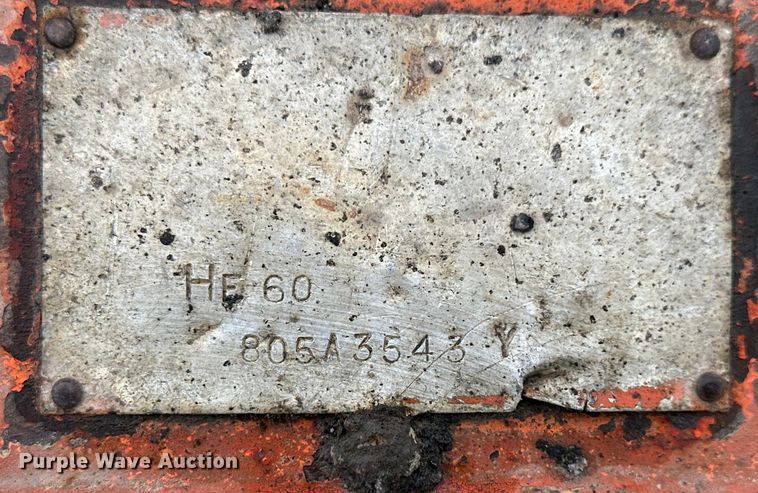 HE 60
805A3543 Y
Purple Wave Auction